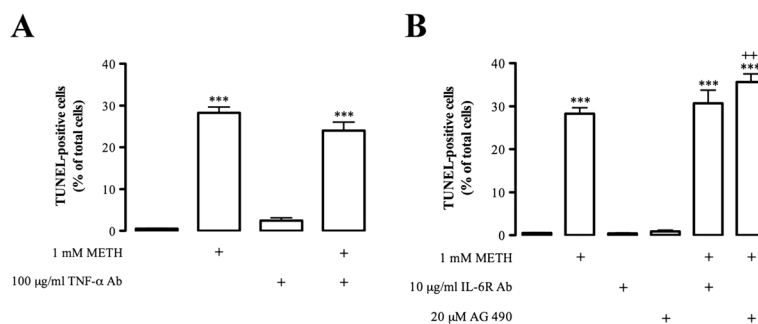 A
TUNEL-positive cells
(% of total cells)
40
30
20
10
0
***
***
1 mM METH + +
100 µg/ml TNF-α Ab + +
B
TUNEL-positive cells
(% of total cells)
40
30
20
10
0
***
***
++
***
1 mM METH + + +
10 µg/ml IL-6R Ab + +
20 µM AG 490 + +